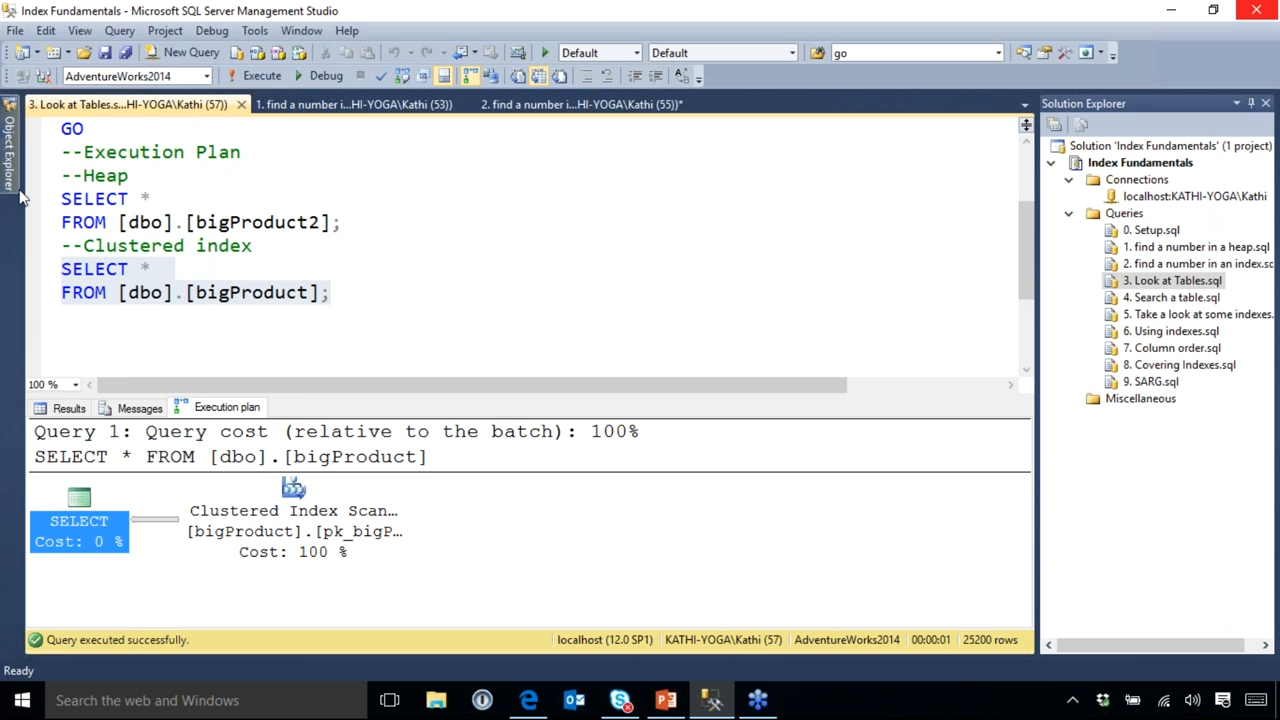 Index Fundamentals - Microsoft SQL Server Management Studio
File Edit View Query Project Debug Tools Window Help
New Query Default Default go
AdventureWorks2014 Execute Debug
3. Look at Tables.s...HI-YOGA\Kathi (57)) 1. find a number i...HI-YOGA\Kathi (53)) 2. find a number i...HI-YOGA\Kathi (55))*
Object Explorer
GO
--Execution Plan
--Heap
SELECT *
FROM [dbo].[bigProduct2];
--Clustered index
SELECT *
FROM [dbo].[bigProduct];
100 %
Results Messages Execution plan
Query 1: Query cost (relative to the batch): 100%
SELECT * FROM [dbo].[bigProduct]
SELECT
Cost: 0 %
Clustered Index Scan...
[bigProduct].[pk_bigP...
Cost: 100 %
Query executed successfully. localhost (12.0 SP1) KATHI-YOGA\Kathi (57) AdventureWorks2014 00:00:01 25200 rows
Solution Explorer
Solution 'Index Fundamentals' (1 project)
Index Fundamentals
Connections
localhost:KATHI-YOGA\Kathi
Queries
0. Setup.sql
1. find a number in a heap.sql
2. find a number in an index.sc
3. Look at Tables.sql
4. Search a table.sql
5. Take a look at some indexes.
6. Using indexes.sql
7. Column order.sql
8. Covering Indexes.sql
9. SARG.sql
Miscellaneous
Ready
Search the web and Windows